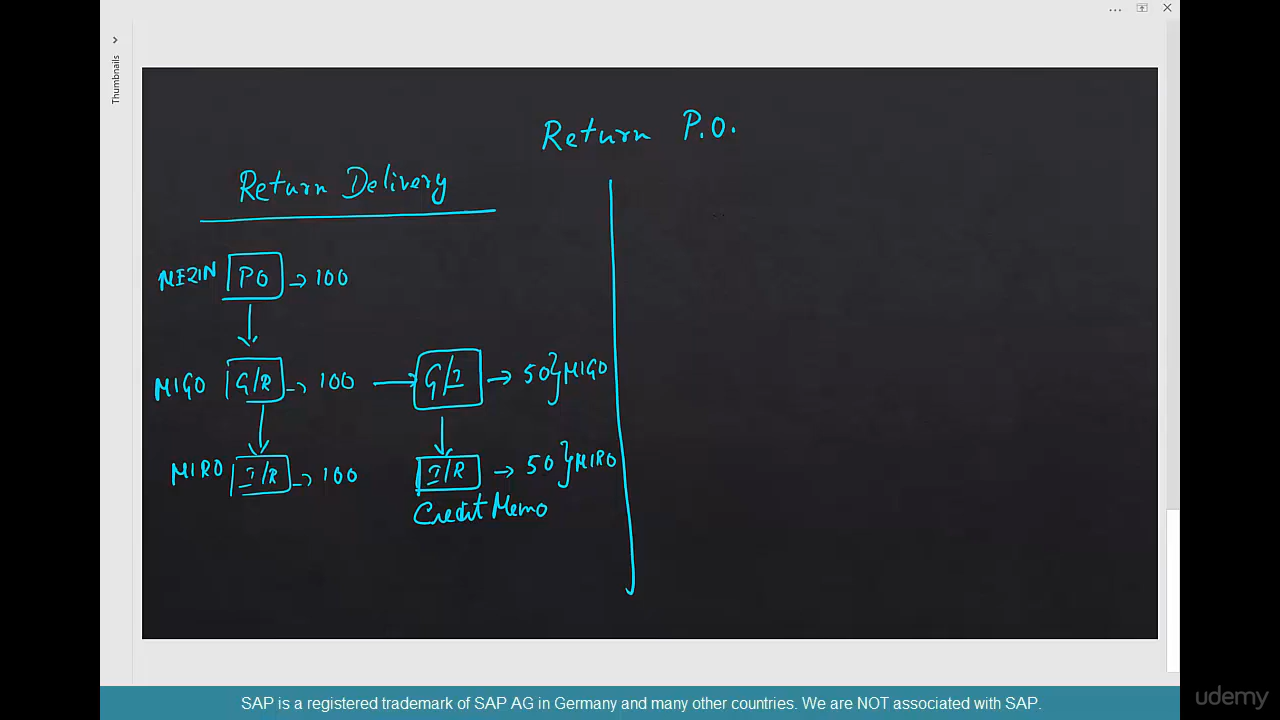 Thumbnails
Return P.O.
Return Delivery
ME21N PO → 100
MIGO G/R → 100 → G/I → 50 } MIGO
MIRO I/R → 100 I/R → 50 } MIRO
Credit Memo
SAP is a registered trademark of SAP AG in Germany and many other countries. We are NOT associated with SAP.
udemy